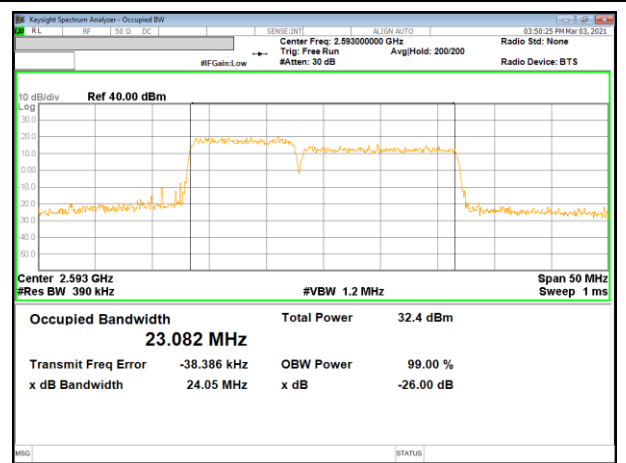 Keysight Spectrum Analyzer - Occupied BW
RL RF 50 Ω DC SENSE:INT ALIGN AUTO 03:50:25 PM Mar 03, 2021
Center Freq: 2.593000000 GHz Radio Std: None
Trig: Free Run Avg|Hold: 200/200
#IFGain:Low #Atten: 30 dB Radio Device: BTS
10 dB/div Ref 40.00 dBm
Log
30.0
20.0
10.0
0.00
-10.0
-20.0
-30.0
-40.0
-50.0
Center 2.593 GHz Span 50 MHz
#Res BW 390 kHz #VBW 1.2 MHz Sweep 1 ms
Occupied Bandwidth Total Power 32.4 dBm
23.082 MHz
Transmit Freq Error -38.386 kHz OBW Power 99.00 %
x dB Bandwidth 24.05 MHz x dB -26.00 dB
MSG STATUS